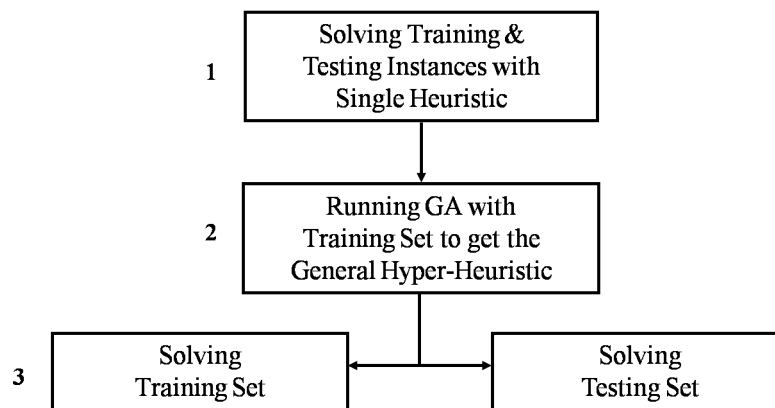 1
Solving Training &
Testing Instances with
Single Heuristic
2
Running GA with
Training Set to get the
General Hyper-Heuristic
3
Solving
Training Set
Solving
Testing Set